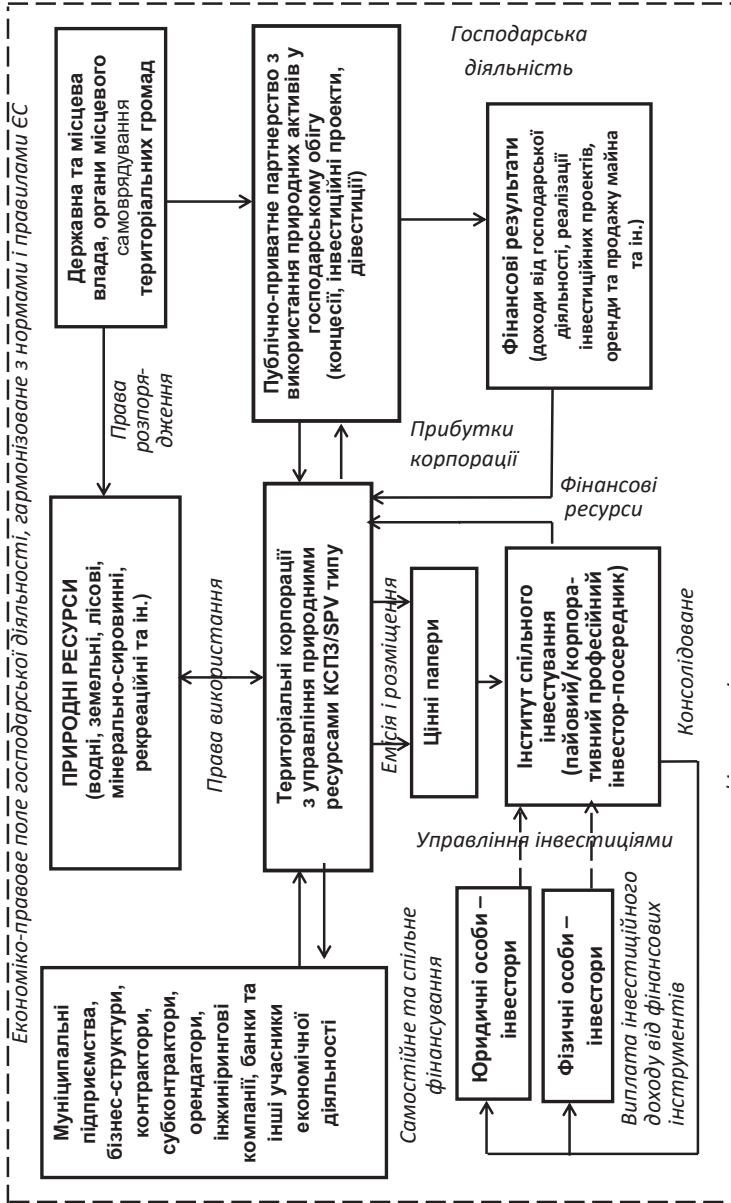 Економіко-правове поле господарської діяльності, гармонізоване з нормами і правилами ЄС
Муніципальні
підприємства,
бізнес-структури,
контрактори,
субконтрактори,
орендатори,
інжинірингові
компанії, банки та
інші учасники
економічної
діяльності
ПРИРОДНІ РЕСУРСИ
(водні, земельні, лісові,
мінерально-сировинні,
рекреаційні та ін.)
Права
розпоря-
дження
Державна та місцева
влада, органи місцевого
самоврядування
територіальних громад
Права використання
Територіальні корпорації
з управління природними
ресурсами КСПЗ/SPV типу
Публічно-приватне партнерство з
використання природних активів у
господарському обігу
(концесії, інвестиційні проекти,
дівестиції)
Самостійне та спільне
фінансування
Емісія і розміщення
Цінні папери
Прибутки
корпорації
Господарська
діяльність
Юридичні особи –
інвестори
Фізичні особи –
інвестори
Управління інвестиціями
Інститут спільного
інвестування
(пайовий/корпора-
тивний професійний
інвестор-посередник)
Фінансові
ресурси
Фінансові результати
(доходи від господарської
діяльності, реалізації
інвестиційних проектів,
оренди та продажу майна
та ін.)
Виплата інвестиційного
доходу від фінансових
інструментів
Консолідоване